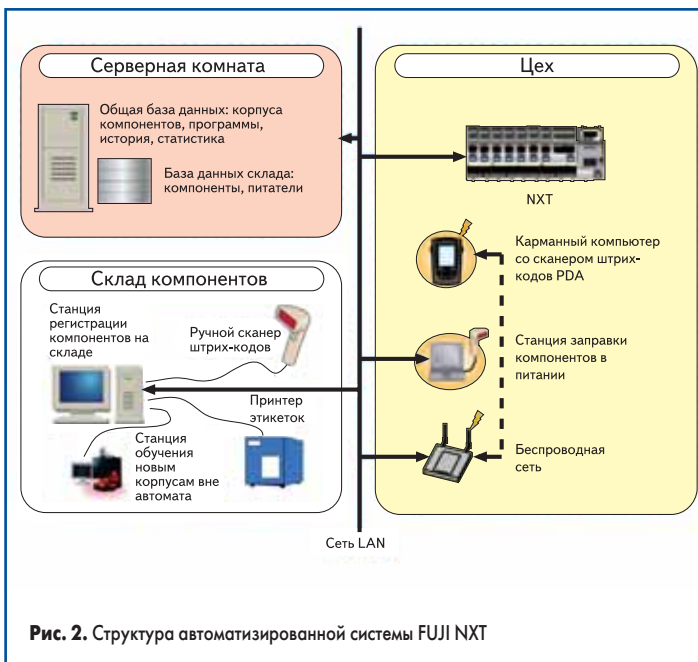 Серверная комната
Общая база данных: корпуса
компонентов, программы,
история, статистика
База данных склада:
компоненты, питатели
Склад компонентов
Станция
регистрации
компонентов на
складе
Ручной сканер
штрих-кодов
Принтер
этикеток
Станция
обучения
новым
корпусам вне
автомата
Цех
NXT
Карманный компьютер
со сканером штрих-
кодов PDA
Станция заправки
компонентов в
питании
Беспроводная
сеть
Сеть LAN
Рис. 2. Структура автоматизированной системы FUJI NXT